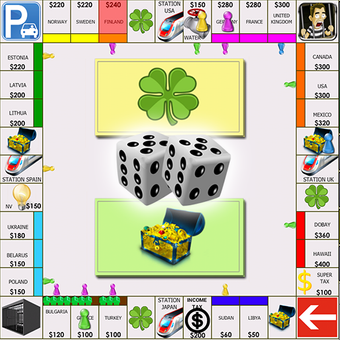 $220
$220
$240
STATION
USA
$150
$280
$280
$300
NORWAY
SWEDEN
FINLAND
WATER
GERMANY
FRANCE
UNITED
KINGDOM
ESTONIA
$220
LATVIA
$200
LITHUA
$200
STATION SPAIN
NV
$150
UKRAINE
$180
BELARUS
$150
POLAND
$150
CANADA
$300
USA
$300
MEXICO
$320
STATION UK
DOBAY
$360
HAWAII
$400
SUPER
TAX
$100
BULGARIA
TURKEY
STATION
JAPAN
INCOME
TAX
SUDAN
LIBYA
$120
$100
$200
$60
$50